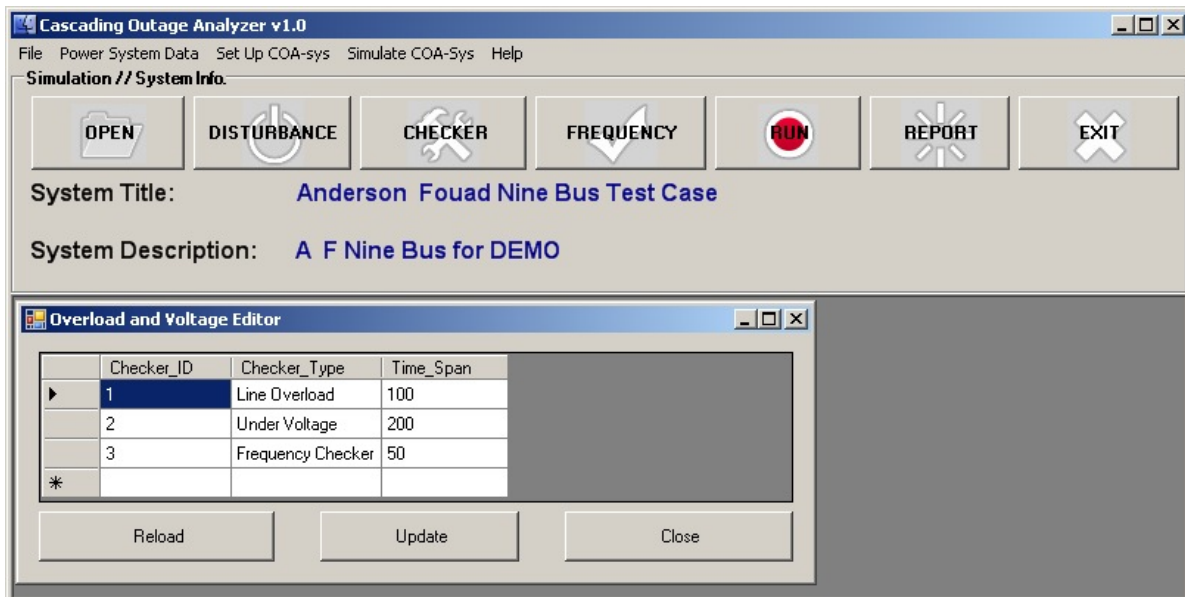 Cascading Outage Analyzer v1.0
File Power System Data Set Up COA-sys Simulate COA-Sys Help
Simulation // System Info.
OPEN DISTURBANCE CHECKER FREQUENCY RUN REPORT EXIT
System Title: Anderson Fouad Nine Bus Test Case
System Description: A F Nine Bus for DEMO
Overload and Voltage Editor
Checker_ID Checker_Type Time_Span
1 Line Overload 100
2 Under Voltage 200
3 Frequency Checker 50
Reload Update Close